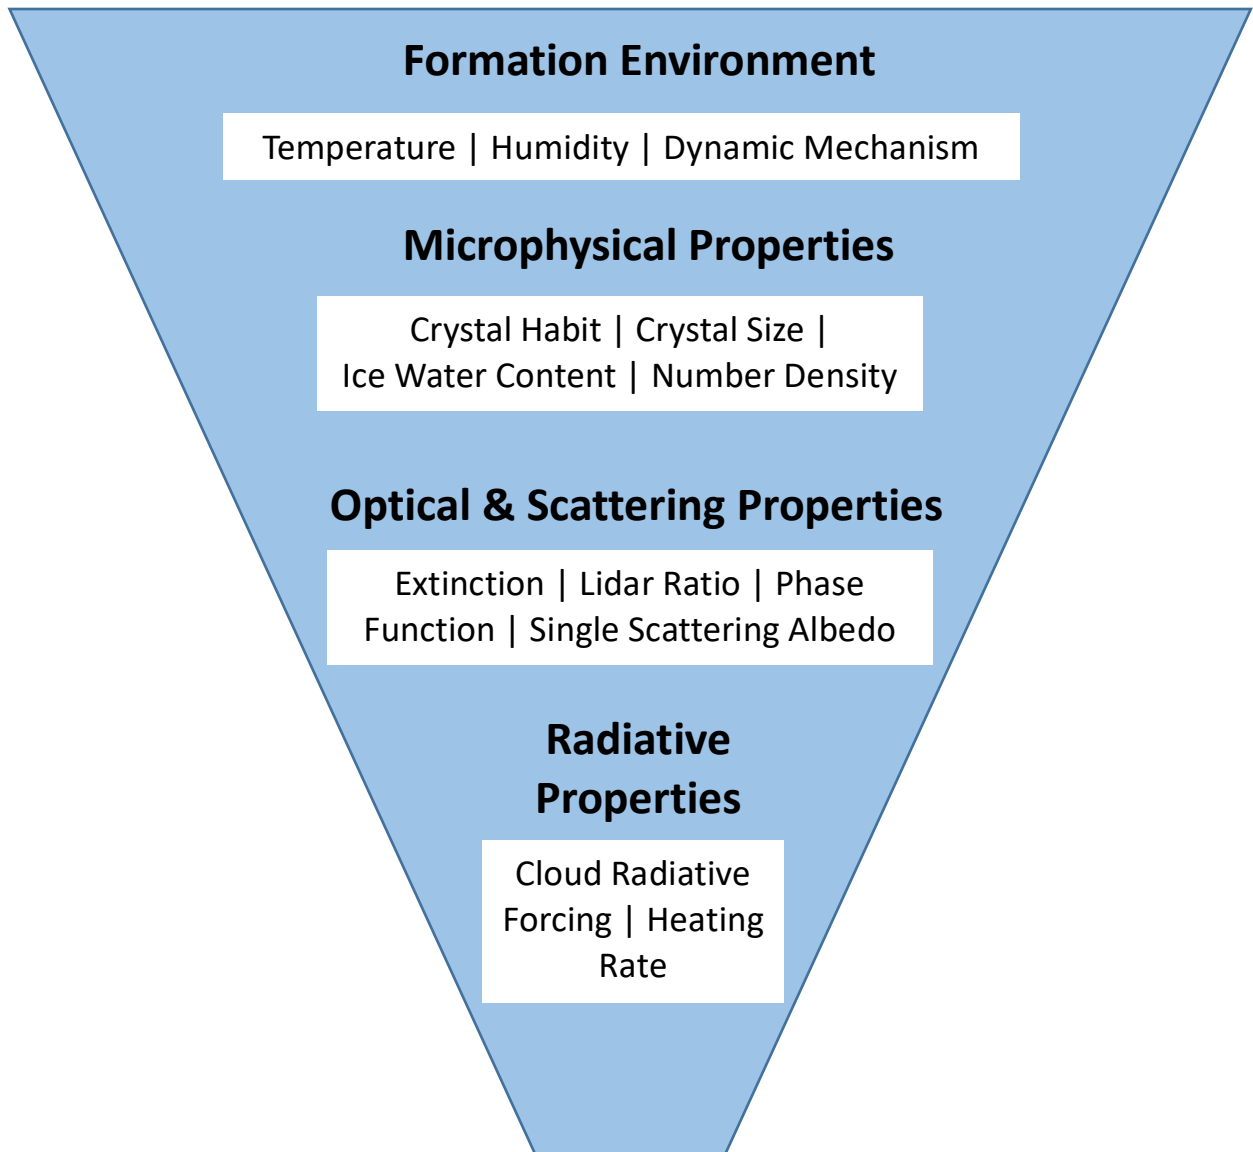 Formation Environment
Temperature | Humidity | Dynamic Mechanism
Microphysical Properties
Crystal Habit | Crystal Size |
Ice Water Content | Number Density
Optical & Scattering Properties
Extinction | Lidar Ratio | Phase
Function | Single Scattering Albedo
Radiative
Properties
Cloud Radiative
Forcing | Heating
Rate